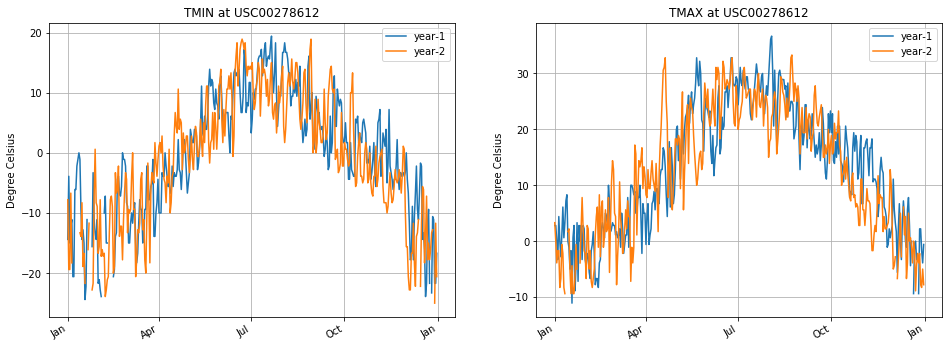 TMIN at USC00278612
year-1
year-2
20
10
0
−10
−20
Degree Celsius
Jan
Apr
Jul
Oct
Jan
TMAX at USC00278612
year-1
year-2
30
20
10
0
−10
Degree Celsius
Jan
Apr
Jul
Oct
Jan